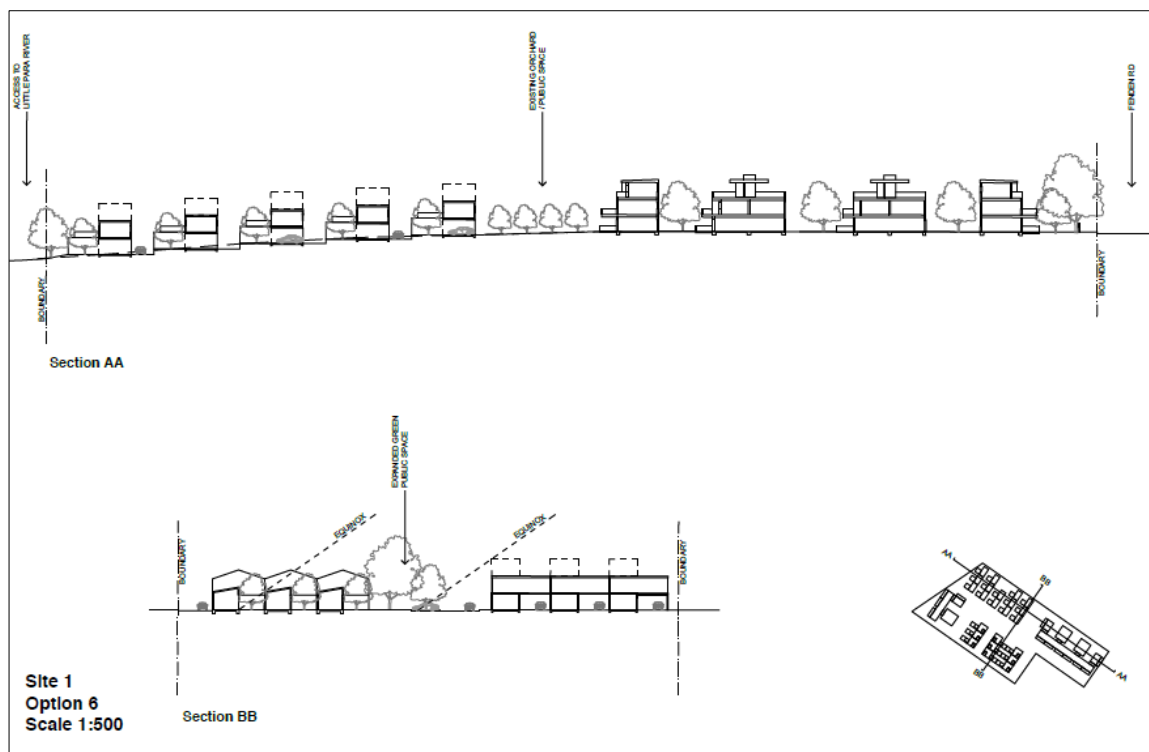 ACCESS TO
LITTLE PARA RIVER
EXISTING ORCHARD
/ PUBLIC SPACE
FENDEN RD
BOUNDARY
BOUNDARY
Section AA
EXPANDED GREEN
PUBLIC SPACE
BOUNDARY
EQUINOX
EQUINOX
BOUNDARY
AA
BB
BB
AA
Site 1
Option 6
Scale 1:500
Section BB